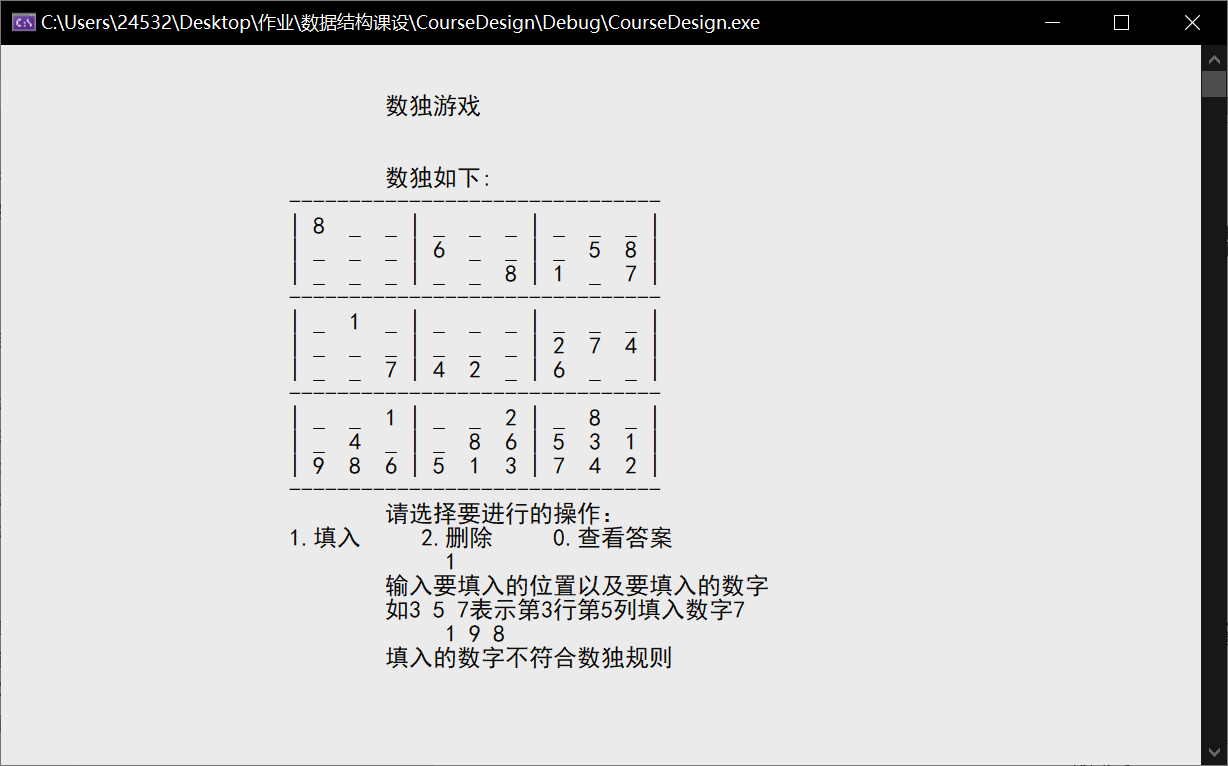 C:\Users\24532\Desktop\作业\数据结构课设\CourseDesign\Debug\CourseDesign.exe
数独游戏
数独如下:
-------------------------------
| 8 _ _ | _ _ _ | _ _ _ |
| _ _ _ | 6 _ _ | _ 5 8 |
| _ _ _ | _ _ 8 | 1 _ 7 |
-------------------------------
| _ 1 _ | _ _ _ | _ _ _ |
| _ _ _ | _ _ _ | 2 7 4 |
| _ _ 7 | 4 2 _ | 6 _ _ |
-------------------------------
| _ _ 1 | _ _ 2 | _ 8 _ |
| _ 4 _ | _ 8 6 | 5 3 1 |
| 9 8 6 | 5 1 3 | 7 4 2 |
-------------------------------
请选择要进行的操作:
1.填入 2.删除 0.查看答案
1
输入要填入的位置以及要填入的数字
如3 5 7表示第3行第5列填入数字7
1 9 8
填入的数字不符合数独规则